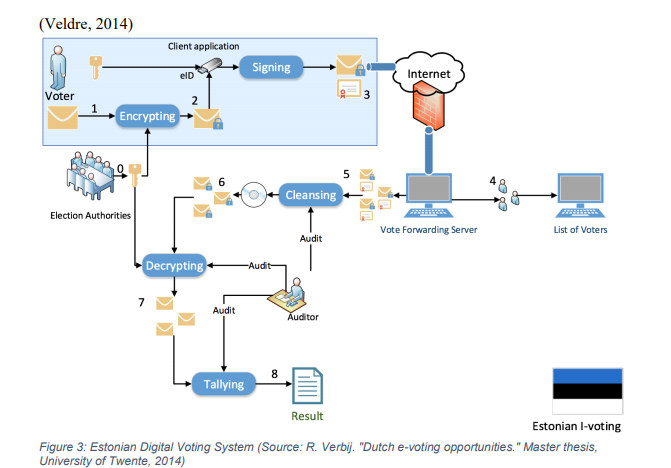 (Veldre, 2014)
Client application
eID
Signing
Internet
Voter
1
2
3
Encrypting
0
Election Authorities
6
5
4
Cleansing
Vote Forwarding Server
List of Voters
Audit
Decrypting
Audit
7
Audit
Auditor
Tallying
8
Result
Estonian I-voting
Figure 3: Estonian Digital Voting System (Source: R. Verbij. "Dutch e-voting opportunities." Master thesis,
University of Twente, 2014)